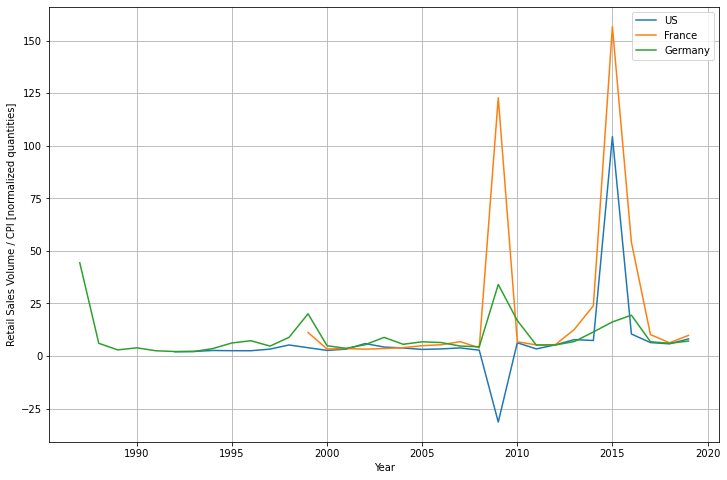 US
France
Germany
150
125
100
75
50
25
0
−25
Retail Sales Volume / CPI [normalized quantities]
1990 1995 2000 2005 2010 2015 2020
Year